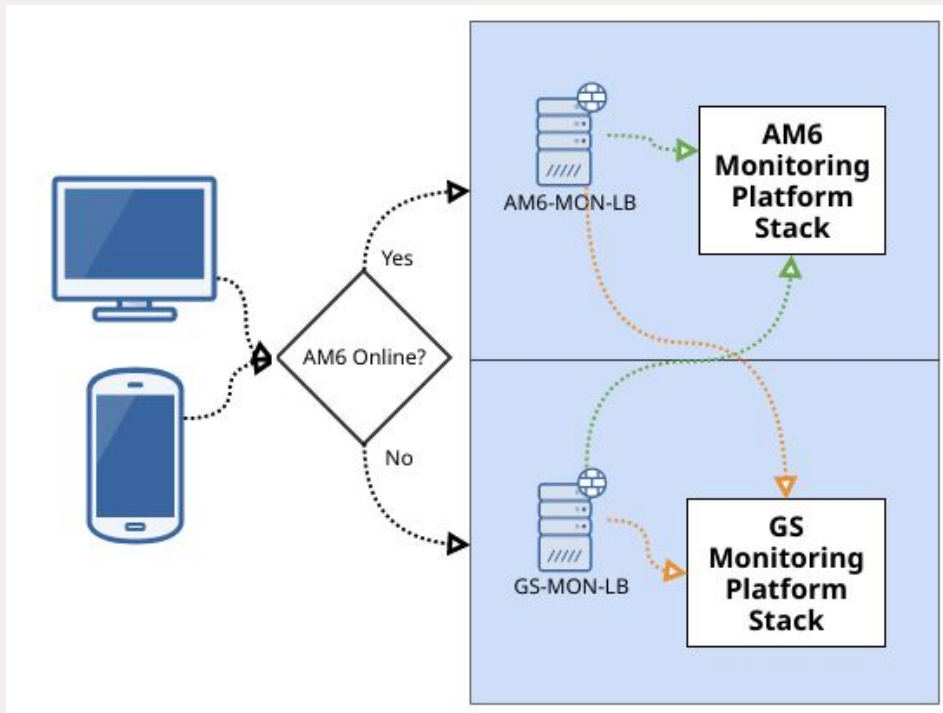 AM6 Online?
Yes
No
AM6-MON-LB
AM6
Monitoring
Platform
Stack
GS-MON-LB
GS
Monitoring
Platform
Stack